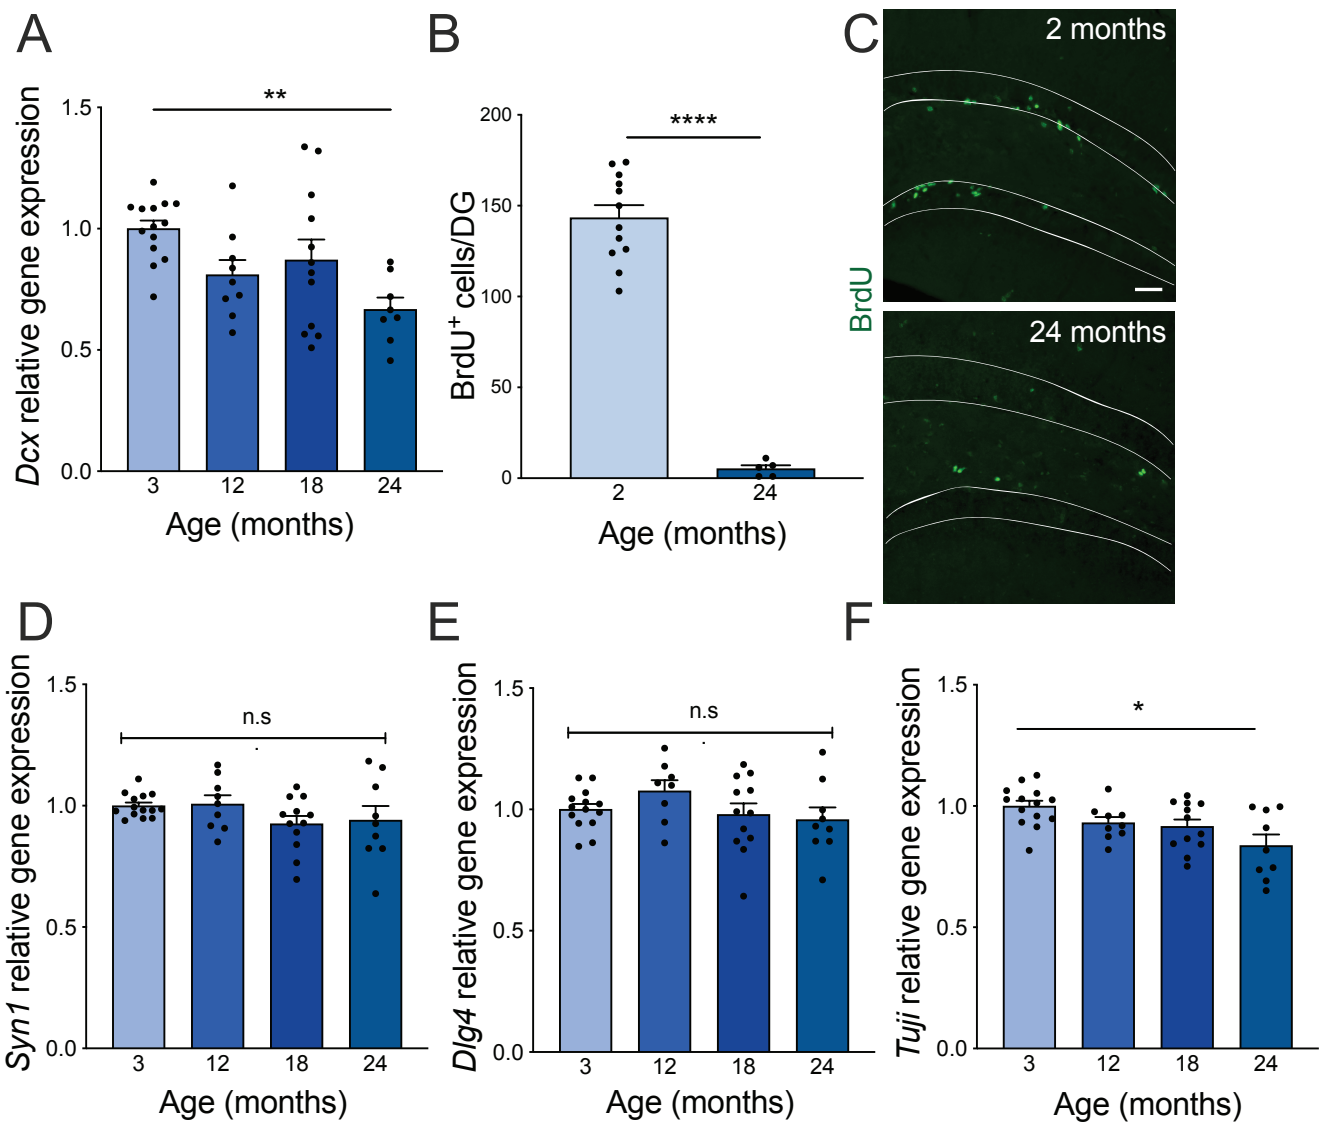 A
Dcx relative gene expression
1.5
1.0
0.5
0.0
**
3 12 18 24
Age (months)
B
BrdU+ cells/DG
200
150
100
50
0
****
2 24
Age (months)
C
BrdU
2 months
24 months
D
Syn1 relative gene expression
1.5
1.0
0.5
0.0
n.s
.
3 12 18 24
Age (months)
E
Dlg4 relative gene expression
1.5
1.0
0.5
0.0
n.s
.
3 12 18 24
Age (months)
F
Tuji relative gene expression
1.5
1.0
0.5
0.0
*
3 12 18 24
Age (months)